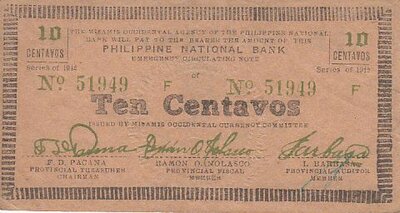 THE MISAMIS OCCIDENTAL AGENCY OF THE PHILIPPINE NATIONAL
10 BANK WILL PAY TO THE BEARER THE AMOUNT OF THIS 10
CENTAVOS PHILIPPINE NATIONAL BANK CENTAVOS
Series of 1942 EMERGENCY CIRCULATING NOTE Series of 1942
No 51949 F of No 51949 F
Ten Centavos
ISSUED BY MISAMIS OCCIDENTAL CURRENCY COMMITTEE
F. D. PACANA RAMON O. NOLASCO I. BARBASA
PROVINCIAL TREASURER PROVINCIAL FISCAL PROVINCIAL AUDITOR
CHAIRMAN MEMBER MEMBER